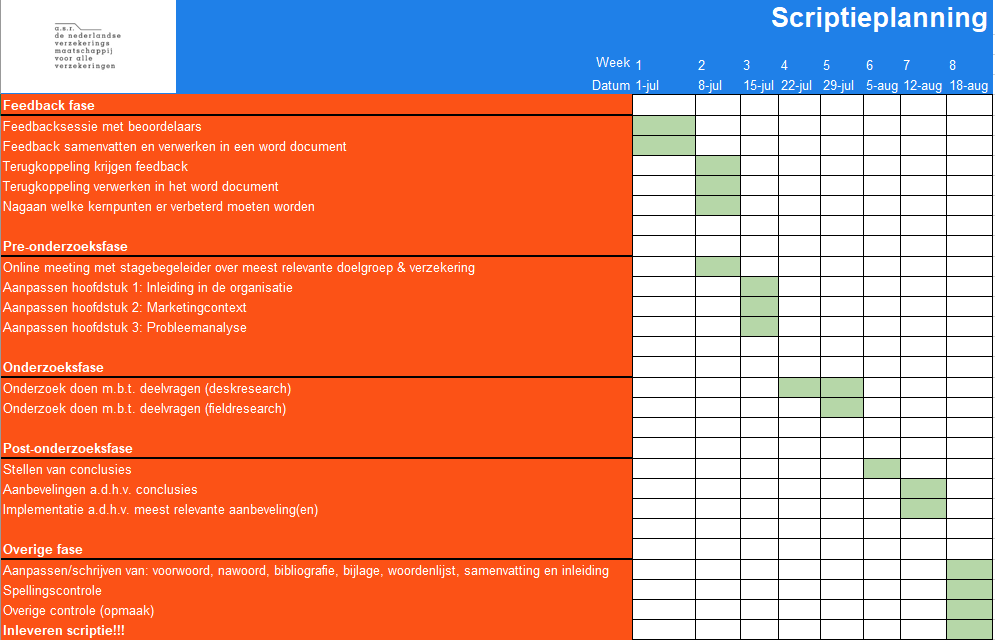 a.s.r.
de nederlandse
verzekerings
maatschappij
voor alle
verzekeringen
Scriptieplanning
Week 1 2 3 4 5 6 7 8
Datum 1-jul 8-jul 15-jul 22-jul 29-jul 5-aug 12-aug 18-aug
Feedback fase
Feedbacksessie met beoordelaars
Feedback samenvatten en verwerken in een word document
Terugkoppeling krijgen feedback
Terugkoppeling verwerken in het word document
Nagaan welke kernpunten er verbeterd moeten worden
Pre-onderzoeksfase
Online meeting met stagebegeleider over meest relevante doelgroep & verzekering
Aanpassen hoofdstuk 1: Inleiding in de organisatie
Aanpassen hoofdstuk 2: Marketingcontext
Aanpassen hoofdstuk 3: Probleemanalyse
Onderzoeksfase
Onderzoek doen m.b.t. deelvragen (deskresearch)
Onderzoek doen m.b.t. deelvragen (fieldresearch)
Post-onderzoeksfase
Stellen van conclusies
Aanbevelingen a.d.h.v. conclusies
Implementatie a.d.h.v. meest relevante aanbeveling(en)
Overige fase
Aanpassen/schrijven van: voorwoord, nawoord, bibliografie, bijlage, woordenlijst, samenvatting en inleiding
Spellingscontrole
Overige controle (opmaak)
Inleveren scriptie!!!